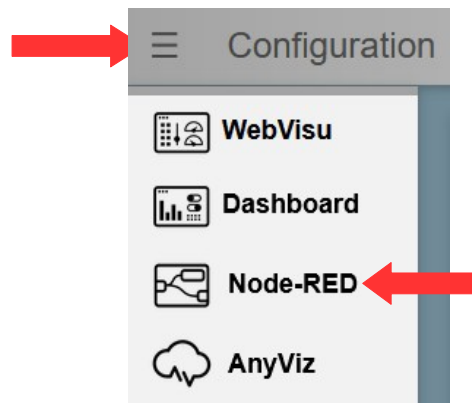 Configuration
WebVisu
Dashboard
Node-RED
AnyViz